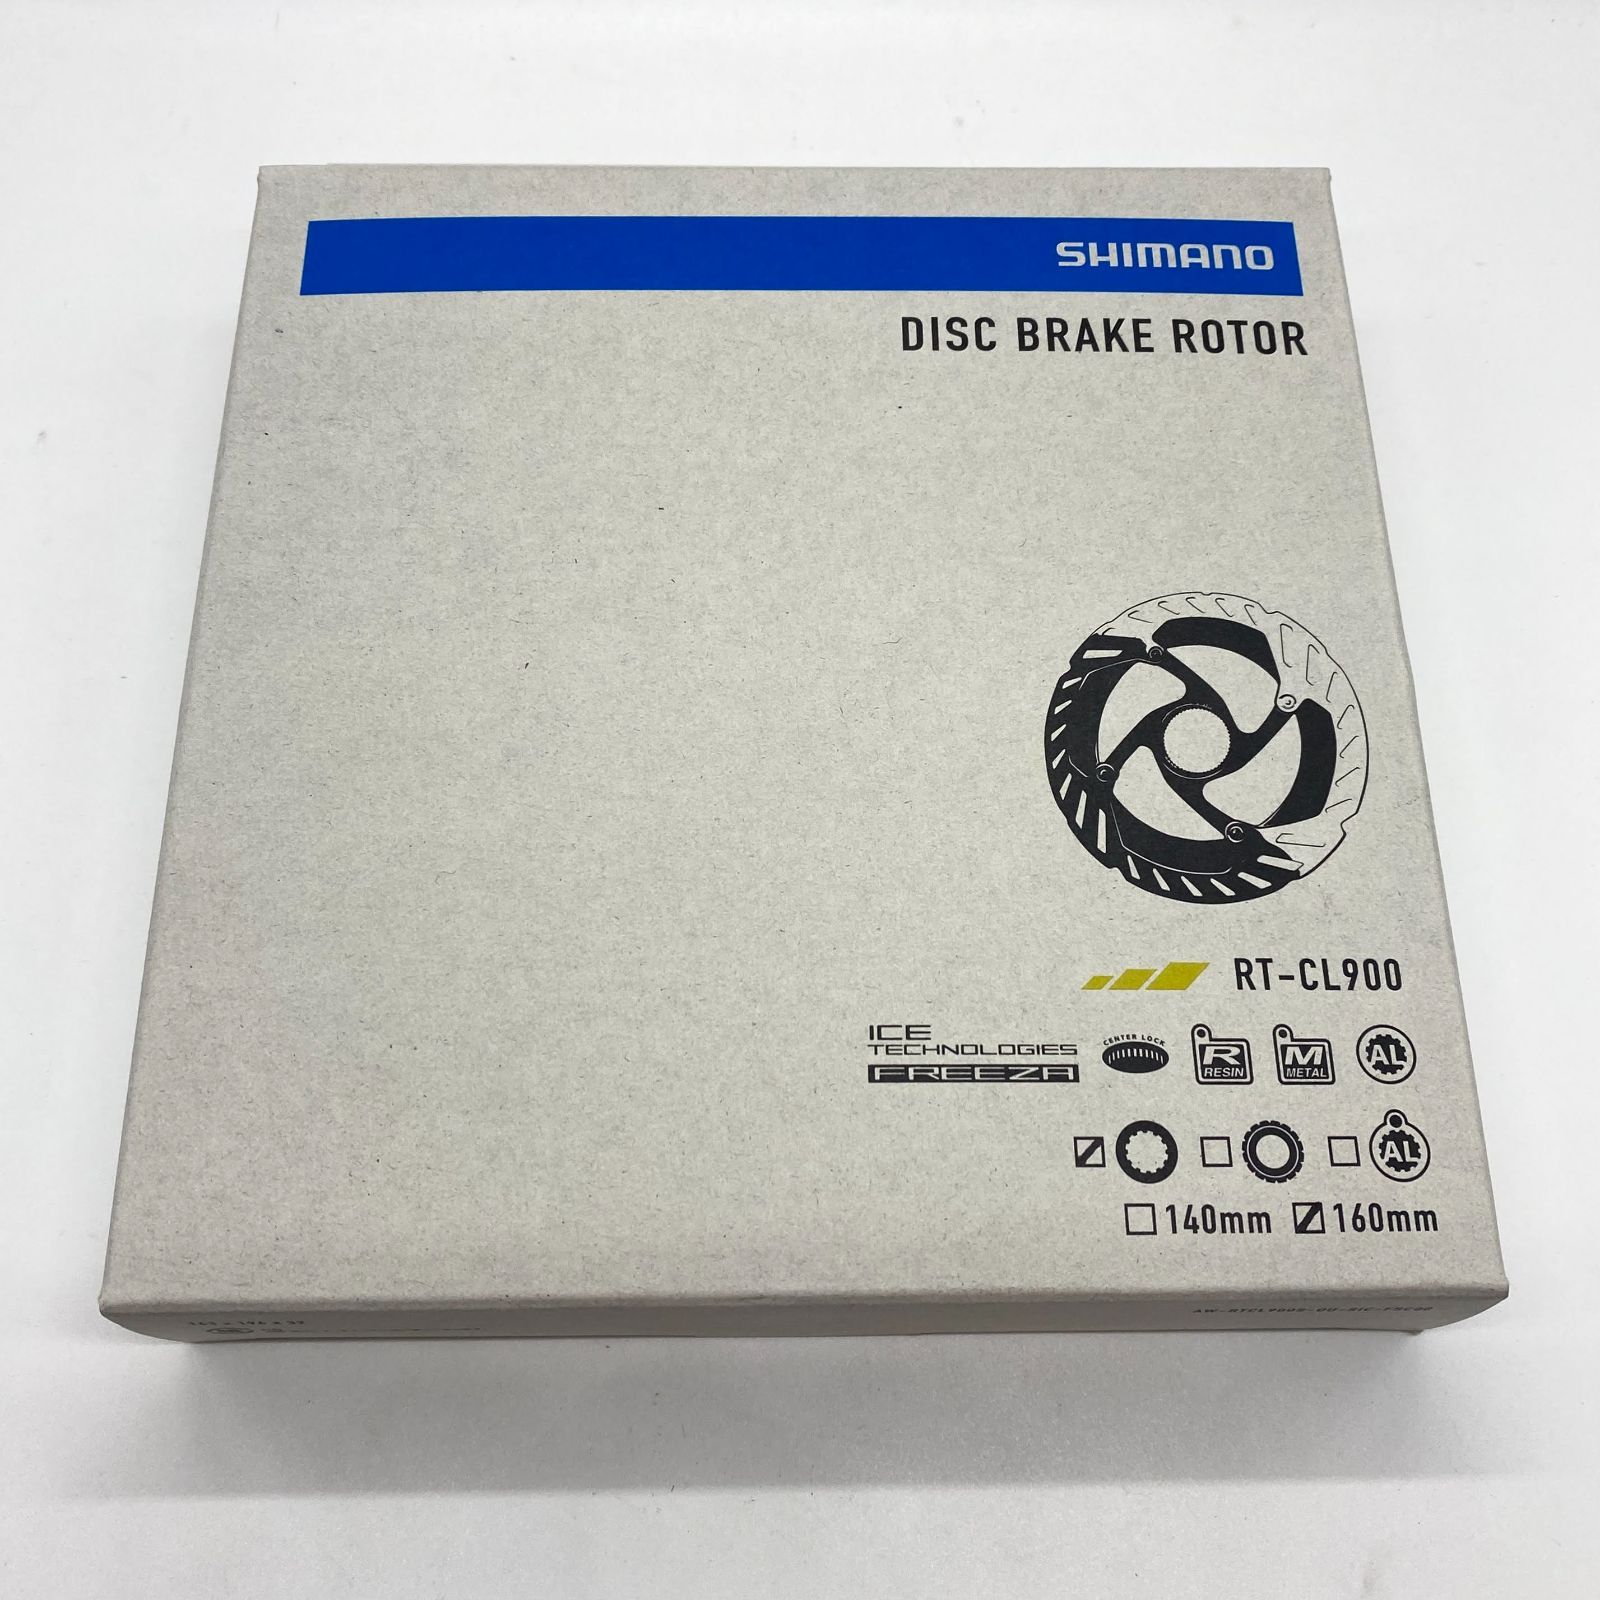 SHIMANO
DISC BRAKE ROTOR
RT-CL900
ICE
TECHNOLOGIES
FREEZA
CENTER LOCK
R
RESIN
M
METAL
AL
AL
140mm 160mm